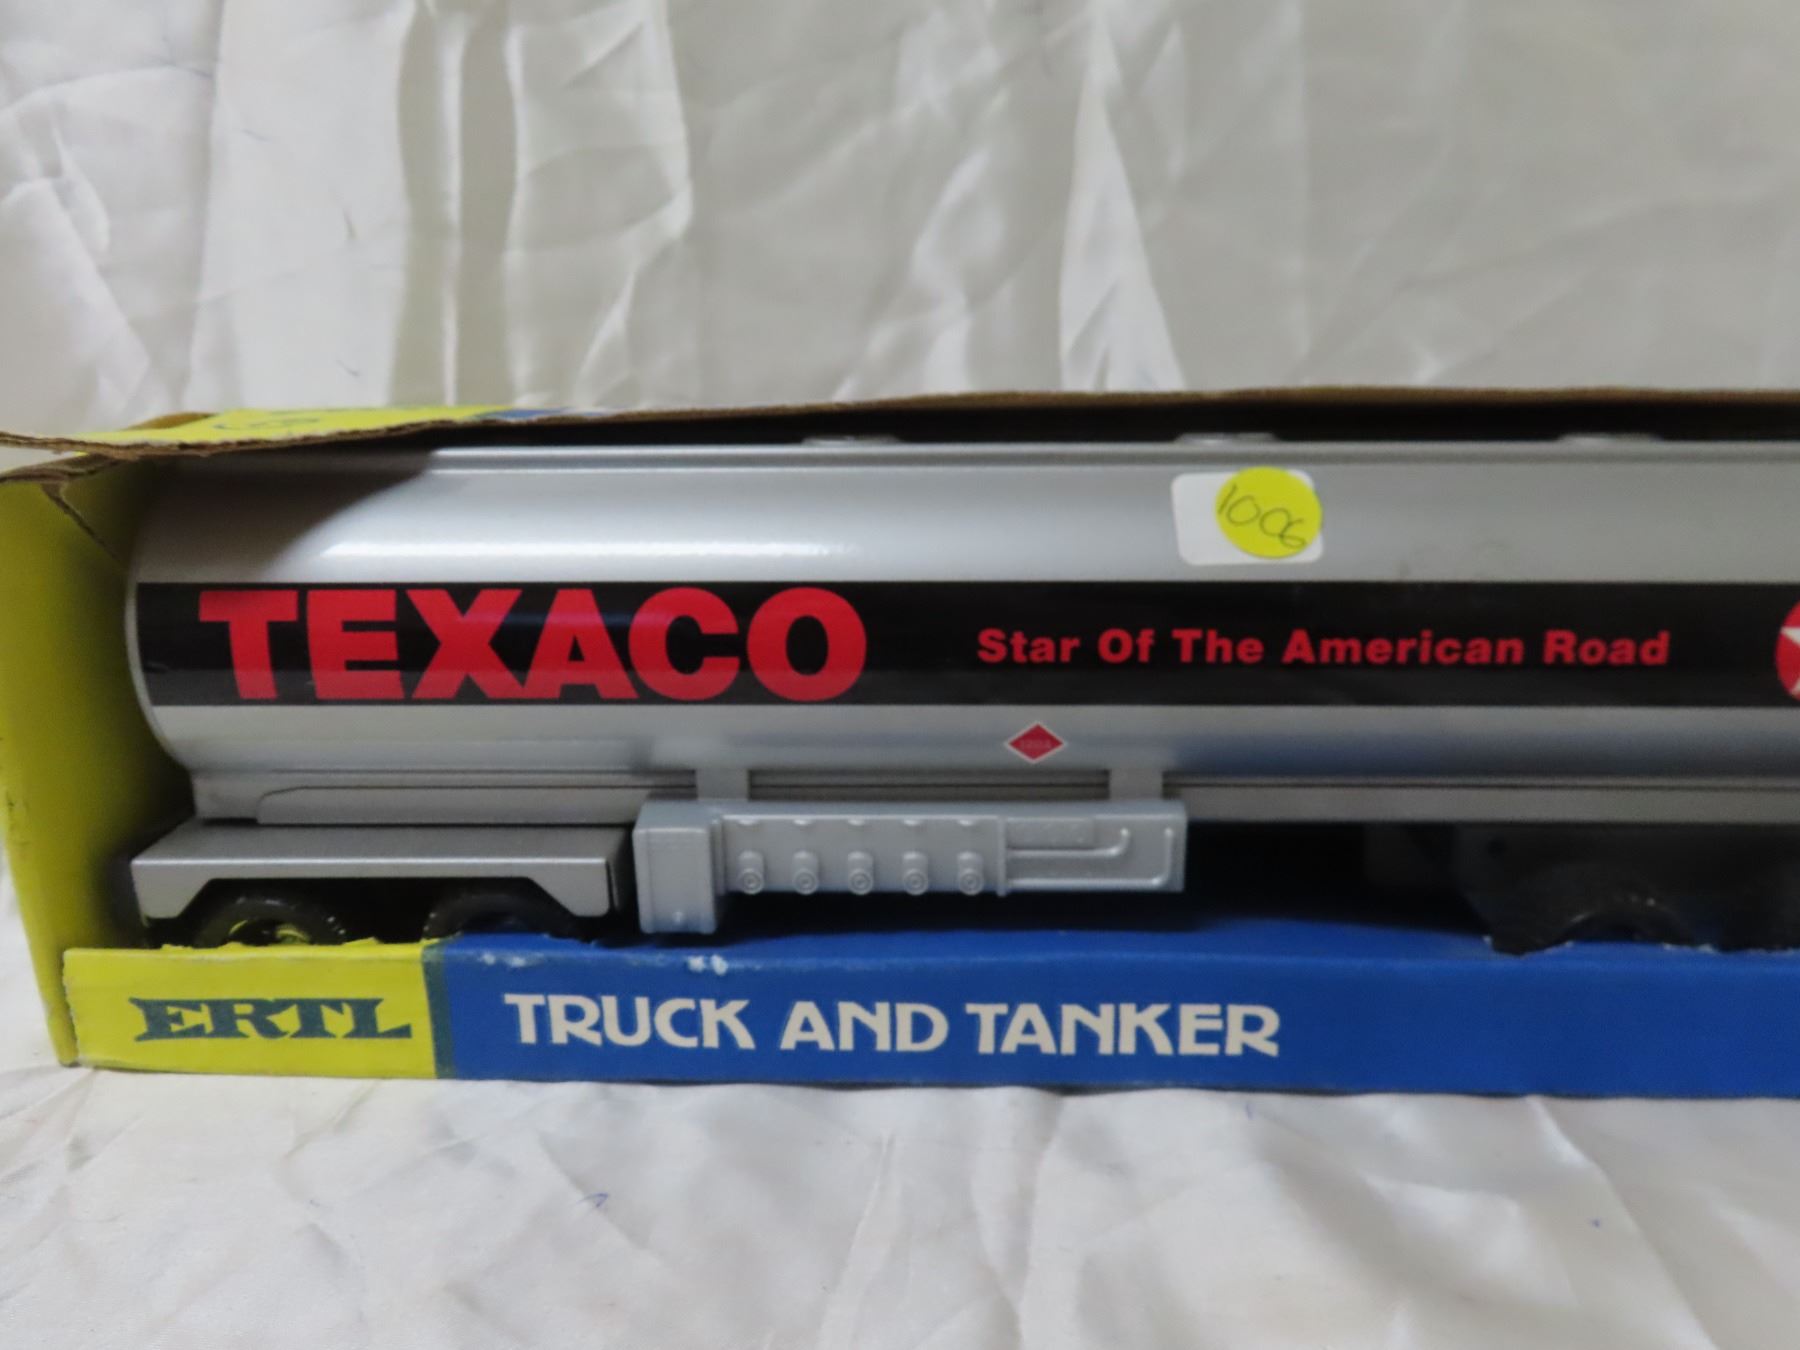 1006
TEXACO Star Of The American Road
ERTL TRUCK AND TANKER